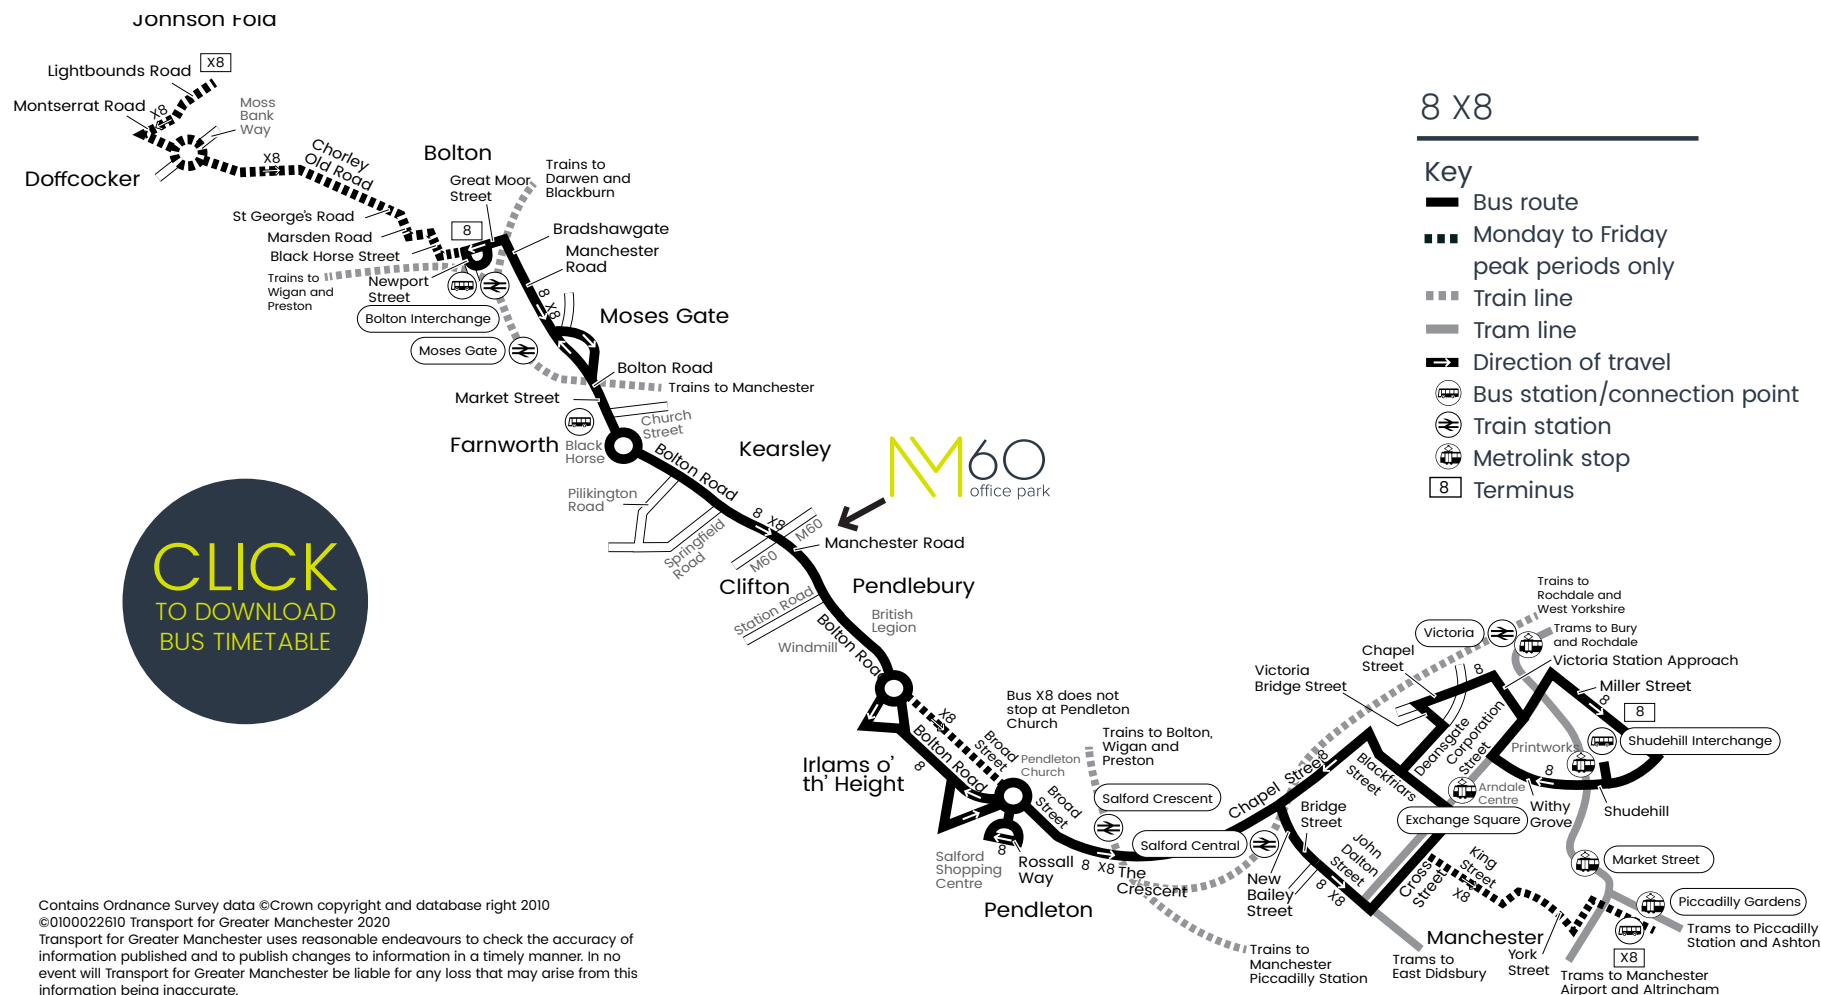 Johnson Fold
Lightbounds Road
X8
Montserrat Road
X8
Moss
Bank
Way
Doffcocker
X8
Chorley
Old Road
Bolton
Great Moor
Street
Trains to
Darwen and
Blackburn
St George's Road
Marsden Road
Black Horse Street
8
Bradshawgate
Manchester
Road
Trains to
Wigan and
Preston
Newport
Street
Bolton Interchange
8 X8
Moses Gate
Moses Gate
Bolton Road
Trains to Manchester
Market Street
Church
Street
Farnworth
Black
Horse
Kearsley
Bolton Road
Pilikington
Road
Springfield
Road
8 X8
M60
M60
M60
office park
Manchester Road
Clifton
Pendlebury
Station Road
British
Legion
Windmill
Bolton Road
CLICK
TO DOWNLOAD
BUS TIMETABLE
8 X8
Key
Bus route
Monday to Friday
peak periods only
Train line
Tram line
Direction of travel
Bus station/connection point
Train station
Metrolink stop
8
Terminus
Bus X8 does not
stop at Pendleton
Church
X8
Broad
Street
Bolton Road
8
Irlams o'
th' Height
Pendleton
Church
Trains to Bolton,
Wigan and
Preston
Broad
Street
Salford Crescent
Salford Central
Salford
Shopping
Centre
8
Rossall
Way
Pendleton
8 X8
The
Crescent
Chapel Street
8
Trains to
Rochdale and
West Yorkshire
Victoria
Trams to Bury
and Rochdale
Chapel
Street
8
Victoria Station Approach
Victoria
Bridge Street
Miller Street
8
8
Deansgate
Corporation
Street
Printworks
Shudehill Interchange
Blackfriars
Street
8
Arndale
Centre
Withy
Grove
Shudehill
Bridge
Street
Exchange Square
John
Dalton
Street
New
Bailey
Street
8 X8
Cross
Street
King
Street
X8
Market Street
Piccadilly Gardens
Trams to Piccadilly
Station and Ashton
Manchester
York
Street
X8
Trains to
Manchester
Piccadilly Station
Trams to
East Didsbury
Trams to Manchester
Airport and Altrincham
Contains Ordnance Survey data ©Crown copyright and database right 2010
©0100022610 Transport for Greater Manchester 2020
Transport for Greater Manchester uses reasonable endeavours to check the accuracy of
information published and to publish changes to information in a timely manner. In no
event will Transport for Greater Manchester be liable for any loss that may arise from this
information being inaccurate.